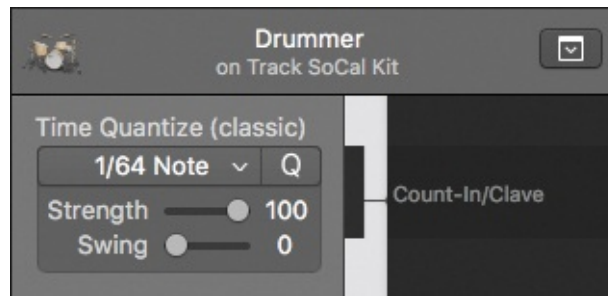 Drummer
on Track SoCal Kit
Time Quantize (classic)
1/64 Note Q
Strength 100
Swing 0
Count-In/Clave